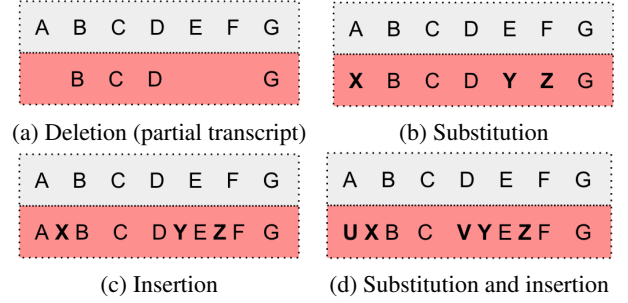 A B C D E F G
B C D G
(a) Deletion (partial transcript)
A B C D E F G
X B C D Y Z G
(b) Substitution
A B C D E F G
A X B C D Y E Z F G
(c) Insertion
A B C D E F G
U X B C V Y E Z F G
(d) Substitution and insertion